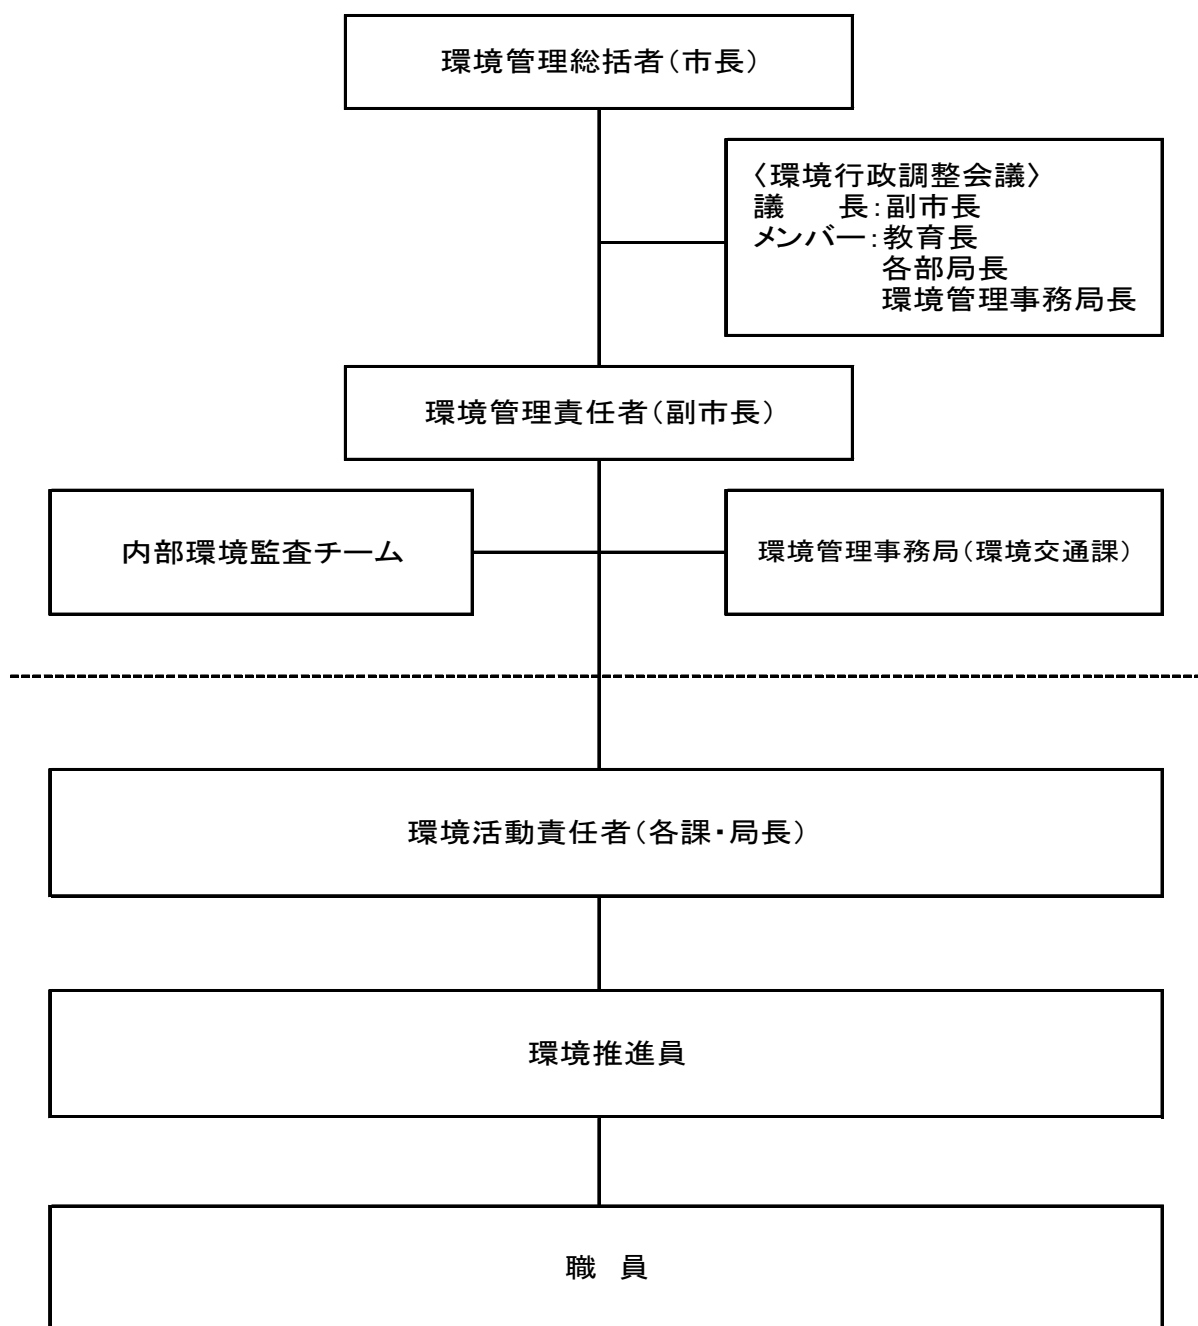 環境管理総括者（市長）
〈環境行政調整会議〉
議　　長：副市長
メンバー：教育長
各部局長
環境管理事務局長
環境管理責任者（副市長）
内部環境監査チーム
環境管理事務局（環境交通課）
環境活動責任者（各課・局長）
環境推進員
職　員